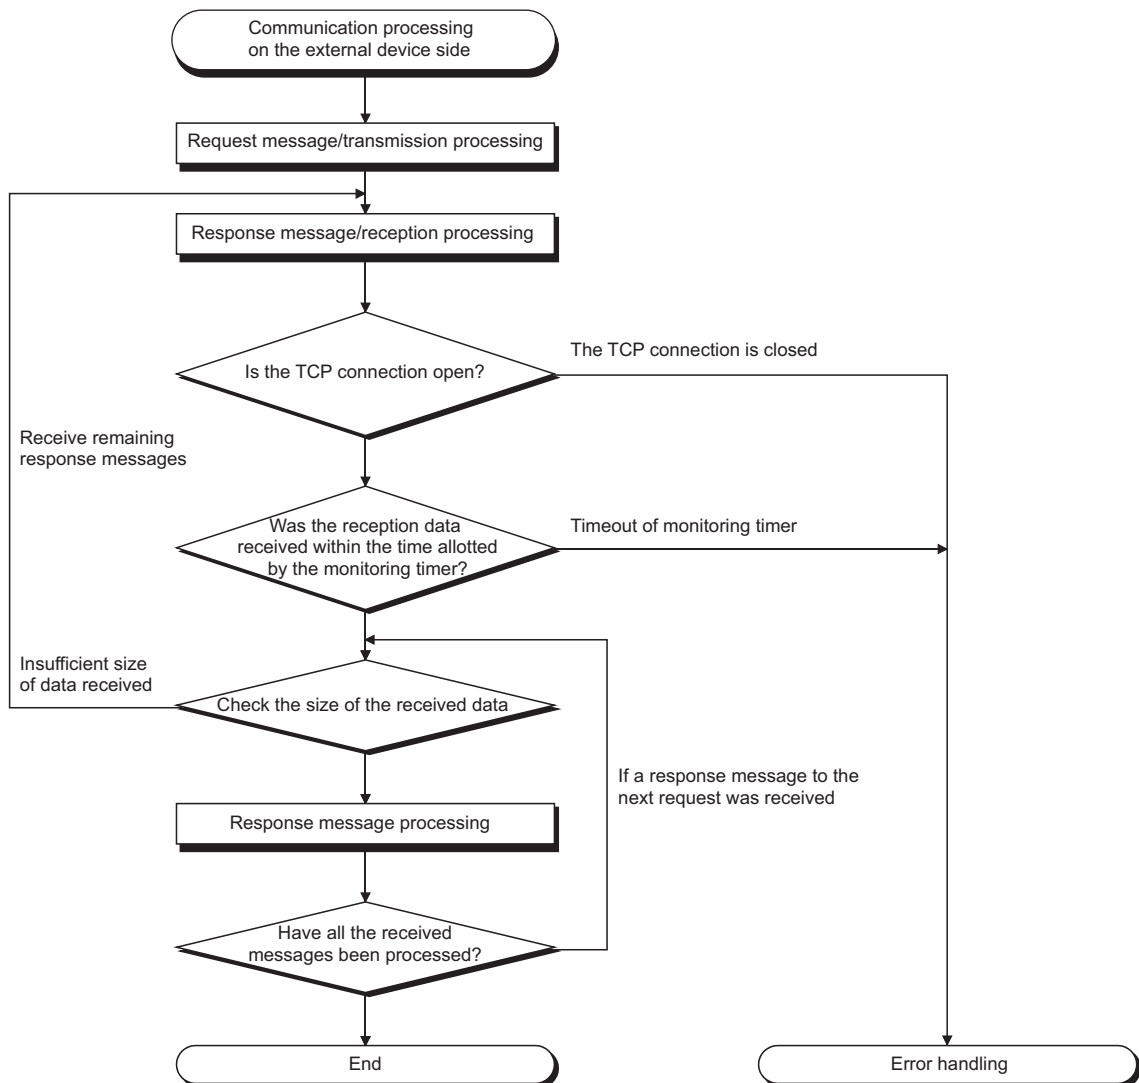 Communication processing
on the external device side
Request message/transmission processing
Response message/reception processing
The TCP connection is closed
Is the TCP connection open?
Receive remaining
response messages
Was the reception data
received within the time allotted
by the monitoring timer?
Timeout of monitoring timer
Insufficient size
of data received
Check the size of the received data
If a response message to the
next request was received
Response message processing
Have all the received
messages been processed?
End
Error handling